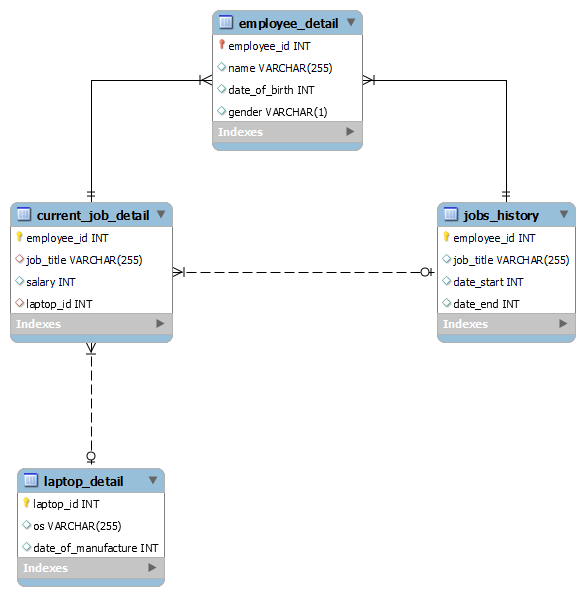 employee_detail
employee_id INT
name VARCHAR(255)
date_of_birth INT
gender VARCHAR(1)
Indexes
current_job_detail
employee_id INT
job_title VARCHAR(255)
salary INT
laptop_id INT
Indexes
jobs_history
employee_id INT
job_title VARCHAR(255)
date_start INT
date_end INT
Indexes
laptop_detail
laptop_id INT
os VARCHAR(255)
date_of_manufacture INT
Indexes